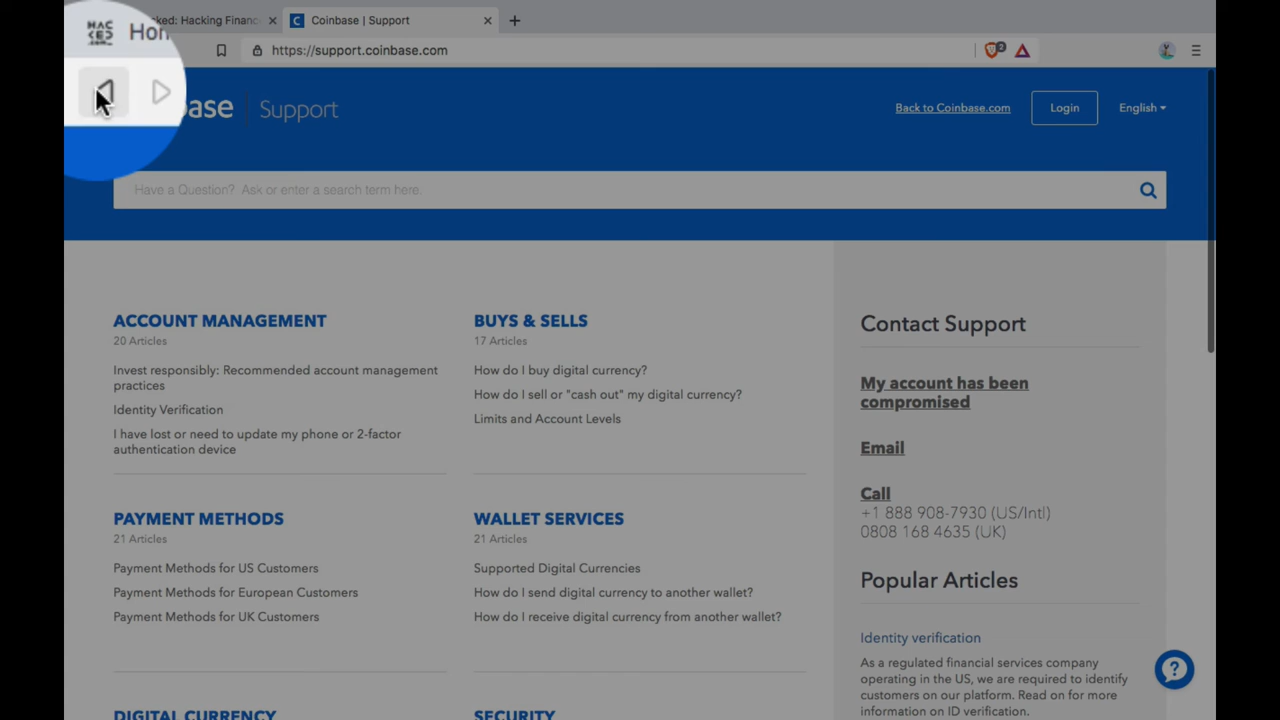 HAC
KED
.com
cked: Hacking Financ
Coinbase | Support
https://support.coinbase.com
2
base
Support
Back to Coinbase.com
Login
English
Have a Question? Ask or enter a search term here.
ACCOUNT MANAGEMENT
20 Articles
Invest responsibly: Recommended account management
practices
Identity Verification
I have lost or need to update my phone or 2-factor
authentication device
BUYS & SELLS
17 Articles
How do I buy digital currency?
How do I sell or "cash out" my digital currency?
Limits and Account Levels
PAYMENT METHODS
21 Articles
Payment Methods for US Customers
Payment Methods for European Customers
Payment Methods for UK Customers
WALLET SERVICES
21 Articles
Supported Digital Currencies
How do I send digital currency to another wallet?
How do I receive digital currency from another wallet?
DIGITAL CURRENCY
SECURITY
Contact Support
My account has been
compromised
Email
Call
+1 888 908-7930 (US/Intl)
0808 168 4635 (UK)
Popular Articles
Identity verification
As a regulated financial services company
operating in the US, we are required to identify
customers on our platform. Read on for more
information on ID verification.